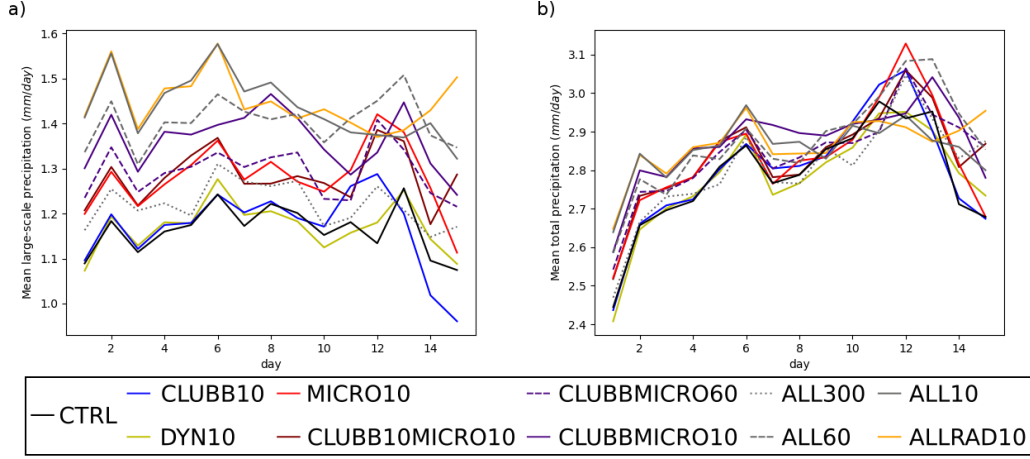 a)
b)
Mean large-scale precipitation (mm/day)
1.6
1.5
1.4
1.3
1.2
1.1
1.0
2 4 6 8 10 12 14
day
Mean total precipitation (mm/day)
3.1
3.0
2.9
2.8
2.7
2.6
2.5
2.4
2 4 6 8 10 12 14
day
CTRL
CLUBB10 MICRO10 CLUBBMICRO60 ALL300 ALL10
DYN10 CLUBB10MICRO10 CLUBBMICRO10 ALL60 ALLRAD10